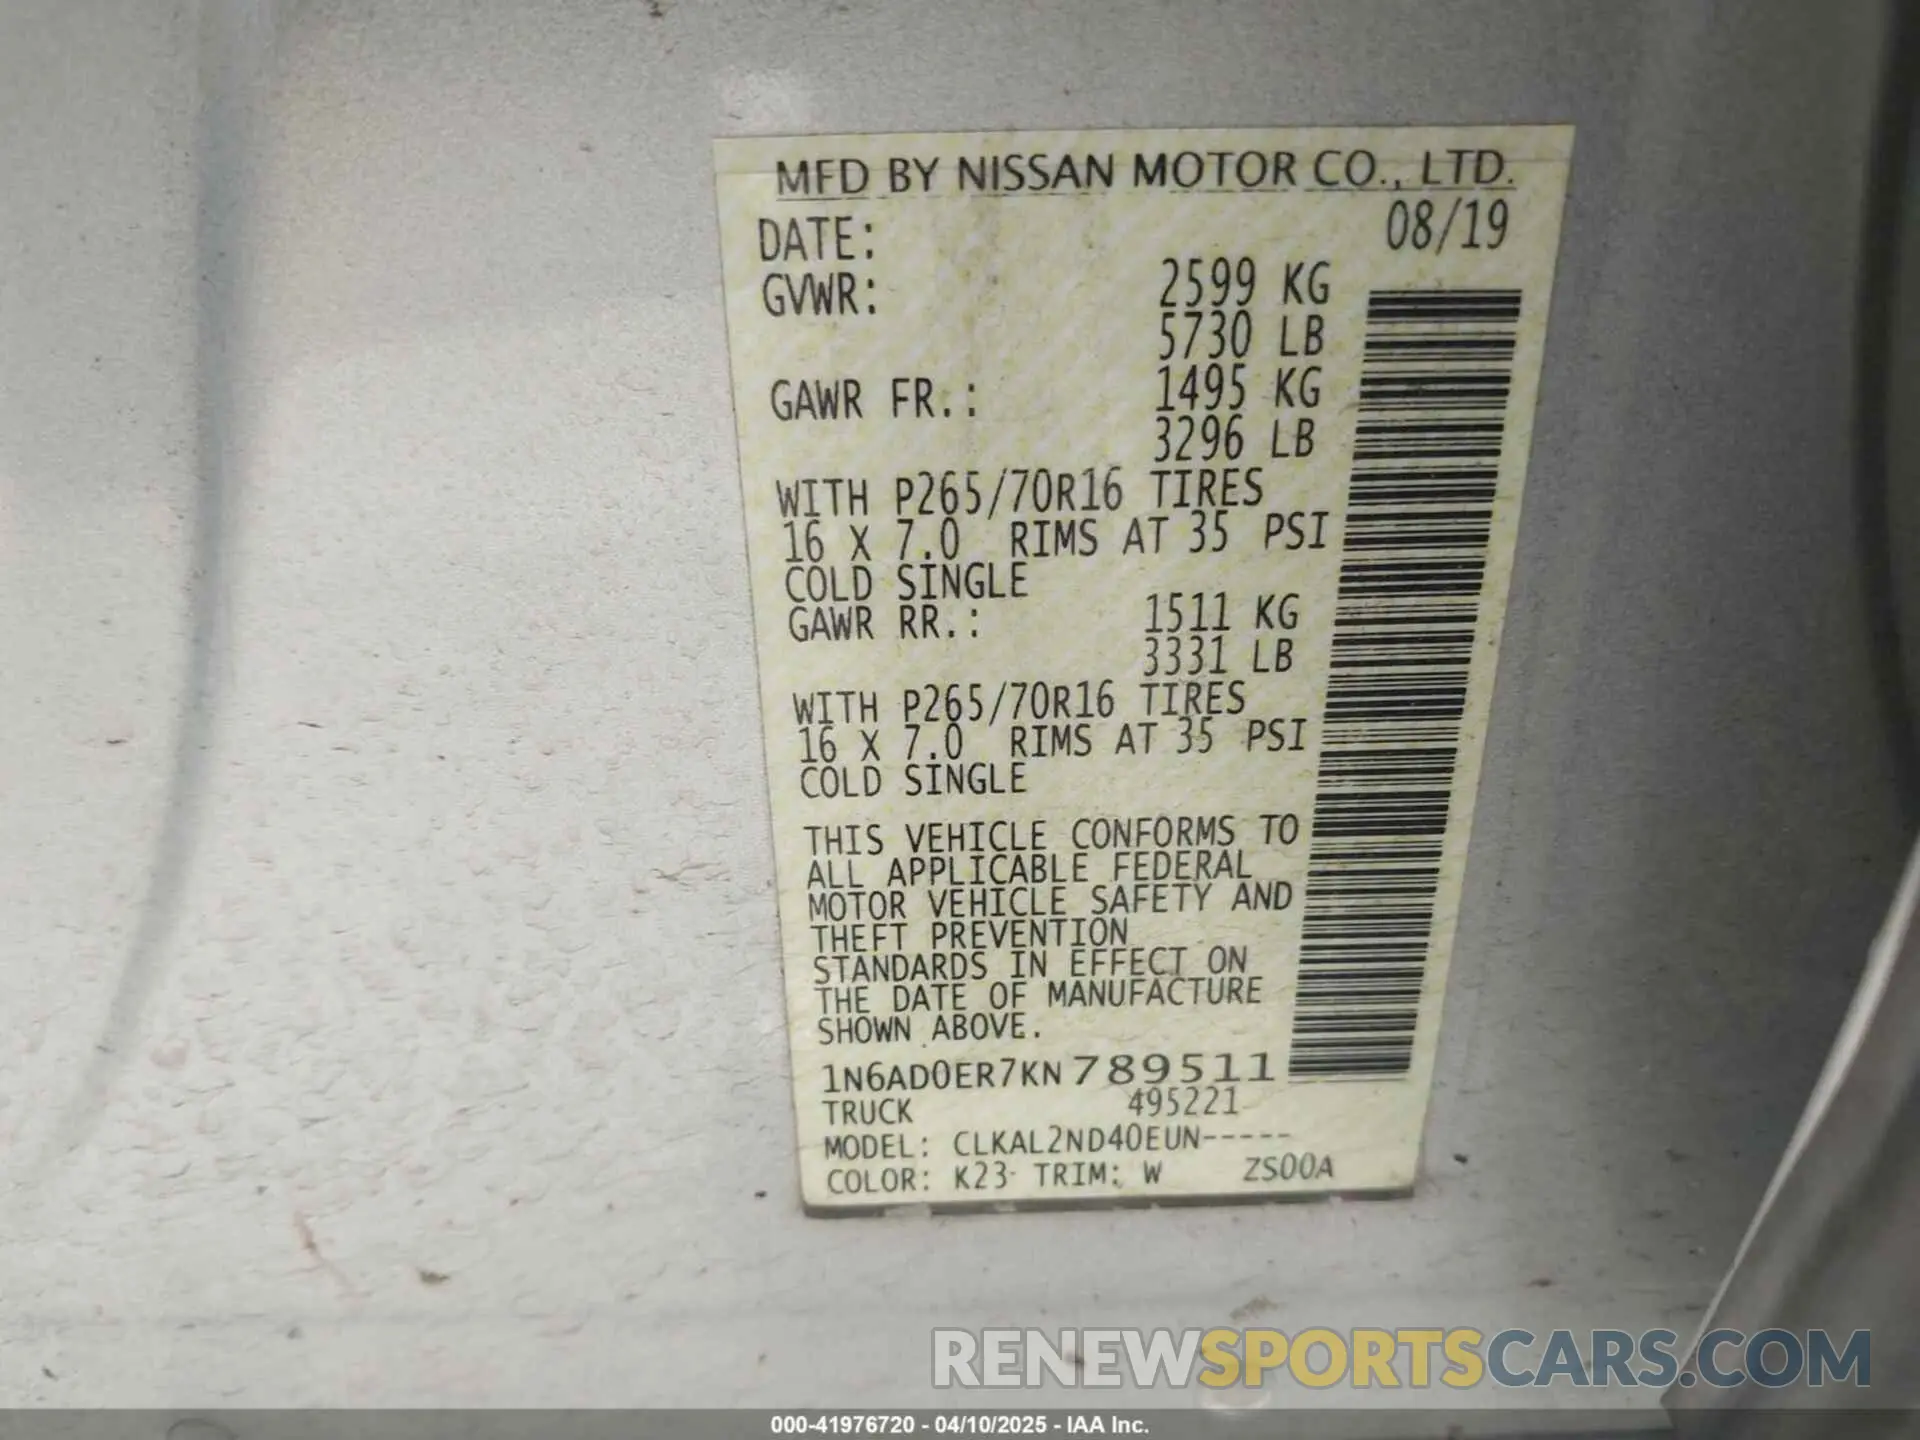 MFD BY NISSAN MOTOR CO., LTD.
DATE: 08/19
GVWR: 2599 KG
5730 LB
GAWR FR.: 1495 KG
3296 LB
WITH P265/70R16 TIRES
16 X 7.0 RIMS AT 35 PSI
COLD SINGLE
GAWR RR.: 1511 KG
3331 LB
WITH P265/70R16 TIRES
16 X 7.0 RIMS AT 35 PSI
COLD SINGLE
THIS VEHICLE CONFORMS TO
ALL APPLICABLE FEDERAL
MOTOR VEHICLE SAFETY AND
THEFT PREVENTION
STANDARDS IN EFFECT ON
THE DATE OF MANUFACTURE
SHOWN ABOVE.
1N6AD0ER7KN789511
TRUCK 495221
MODEL: CLKAL2ND40EUN-----
COLOR: K23 TRIM: W ZS00A
RENEWSPORTSCARS.COM
000-41976720 - 04/10/2025 - IAA Inc.